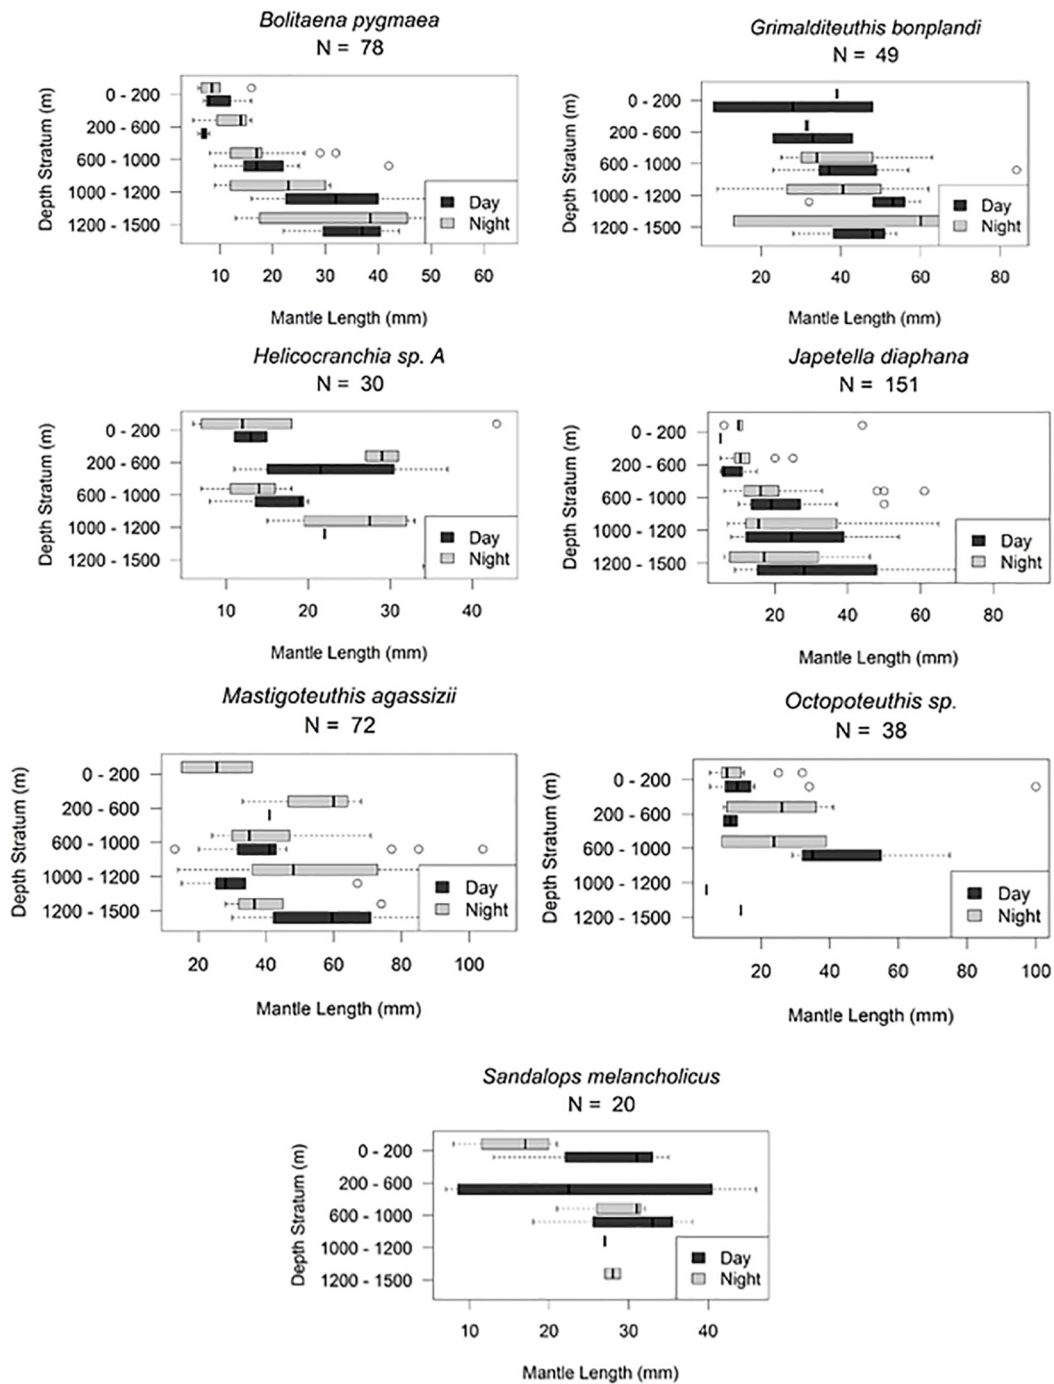 Bolitaena pygmaea
N = 78
Depth Stratum (m)
0 - 200
200 - 600
600 - 1000
1000 - 1200
1200 - 1500
Day
Night
10 20 30 40 50 60
Mantle Length (mm)
Grimalditeuthis bonplandi
N = 49
Depth Stratum (m)
0 - 200
200 - 600
600 - 1000
1000 - 1200
1200 - 1500
Day
Night
20 40 60 80
Mantle Length (mm)
Helicocranchia sp. A
N = 30
Depth Stratum (m)
0 - 200
200 - 600
600 - 1000
1000 - 1200
1200 - 1500
Day
Night
10 20 30 40
Mantle Length (mm)
Japetella diaphana
N = 151
Depth Stratum (m)
0 - 200
200 - 600
600 - 1000
1000 - 1200
1200 - 1500
Day
Night
20 40 60 80
Mantle Length (mm)
Mastigoteuthis agassizii
N = 72
Depth Stratum (m)
0 - 200
200 - 600
600 - 1000
1000 - 1200
1200 - 1500
Day
Night
20 40 60 80 100
Mantle Length (mm)
Octopoteuthis sp.
N = 38
Depth Stratum (m)
0 - 200
200 - 600
600 - 1000
1000 - 1200
1200 - 1500
Day
Night
20 40 60 80 100
Mantle Length (mm)
Sandalops melancholicus
N = 20
Depth Stratum (m)
0 - 200
200 - 600
600 - 1000
1000 - 1200
1200 - 1500
Day
Night
10 20 30 40
Mantle Length (mm)